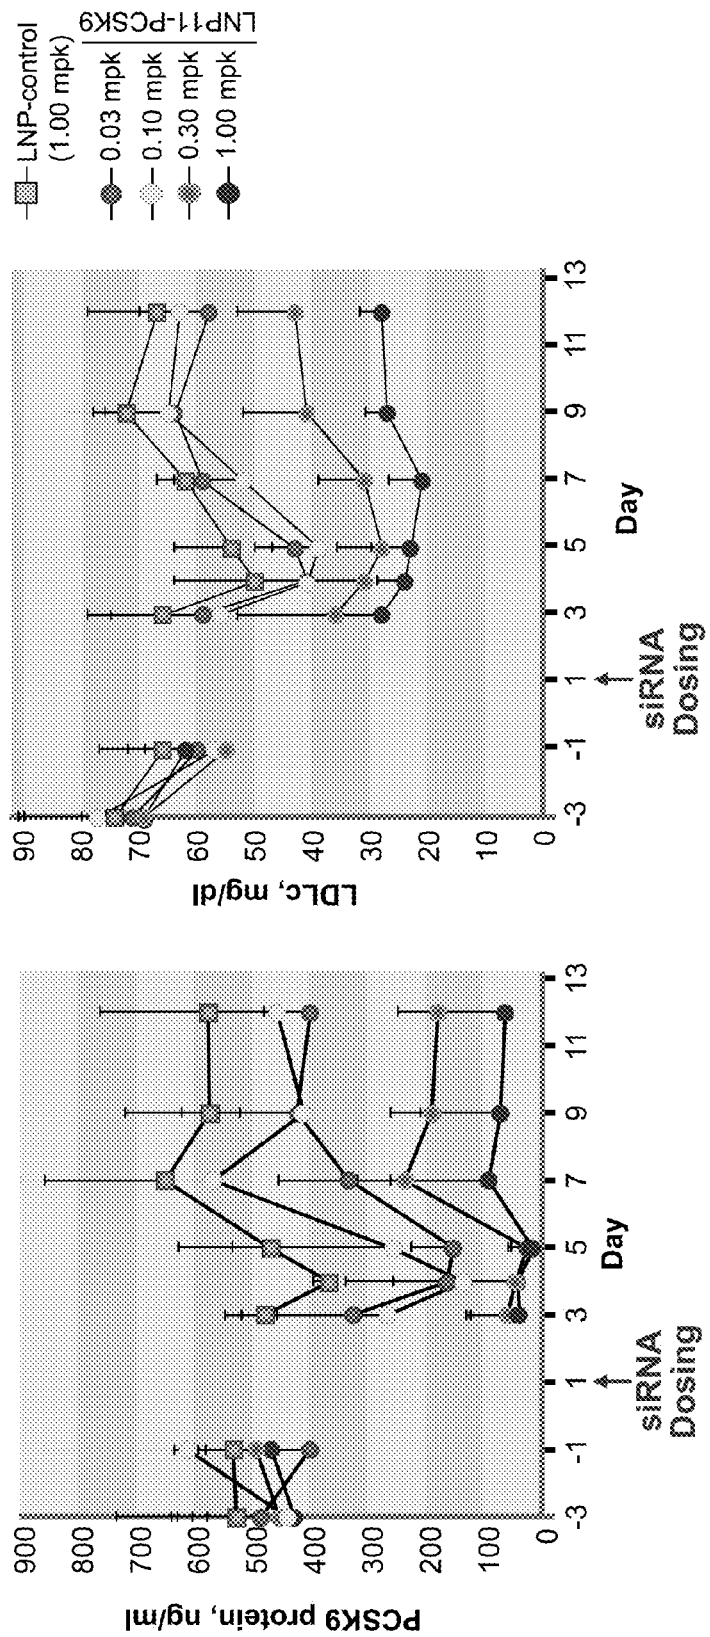 PCSK9 protein, ng/ml
900
800
700
600
500
400
300
200
100
0
-3
-1
1
3
5
7
9
11
13
siRNA
Dosing
Day
LDLc, mg/dl
90
80
70
60
50
40
30
20
10
0
-3
-1
1
3
5
7
9
11
13
siRNA
Dosing
Day
LNP-control
(1.00 mpk)
LNP11-PCSK9
0.03 mpk
0.10 mpk
0.30 mpk
1.00 mpk